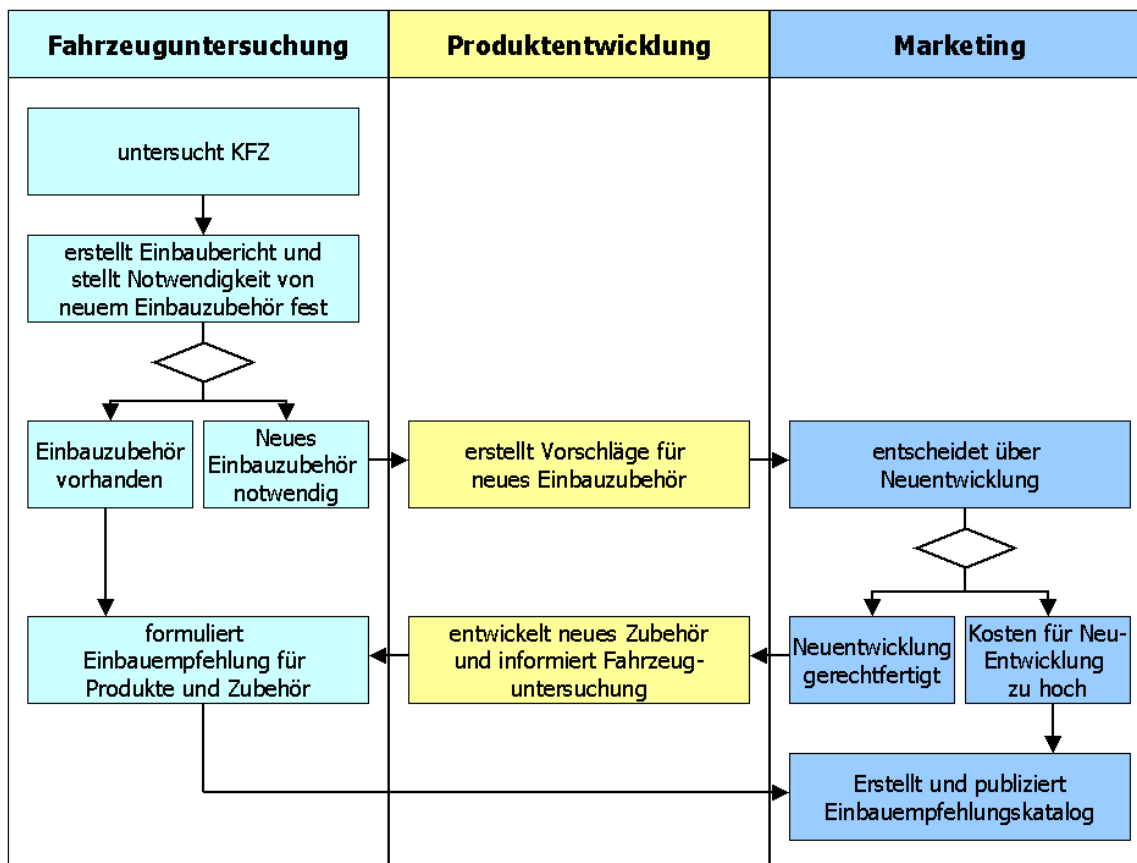 Fahrzeuguntersuchung
Produktentwicklung
Marketing
untersucht KFZ
erstellt Einbaubericht und
stellt Notwendigkeit von
neuem Einbauzubehör fest
Einbauzubehör
vorhanden
Neues
Einbauzubehör
notwendig
erstellt Vorschläge für
neues Einbauzubehör
entscheidet über
Neuentwicklung
formuliert
Einbauempfehlung für
Produkte und Zubehör
entwickelt neues Zubehör
und informiert Fahrzeug-
untersuchung
Neuentwicklung
gerechtfertigt
Kosten für Neu-
Entwicklung
zu hoch
Erstellt und publiziert
Einbauempfehlungskatalog